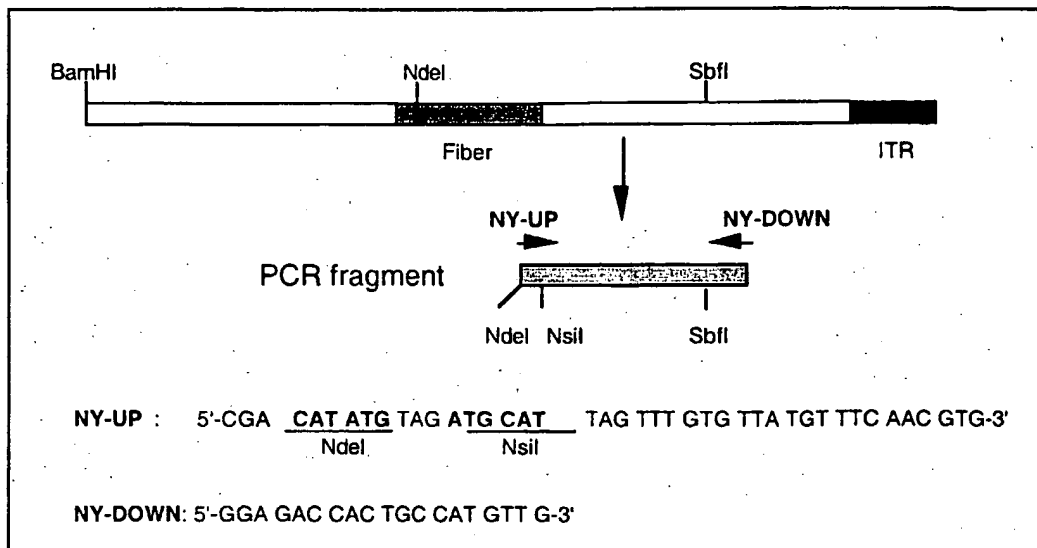 BamHI NdeI SbfI
Fiber ITR
NY-UP NY-DOWN
PCR fragment
NdeI NsiI SbfI
NY-UP : 5'-CGA CAT ATG TAG ATG CAT TAG TTT GTG TTA TGT TTC AAC GTG-3'
NdeI NsiI
NY-DOWN: 5'-GGA GAC CAC TGC CAT GTT G-3'